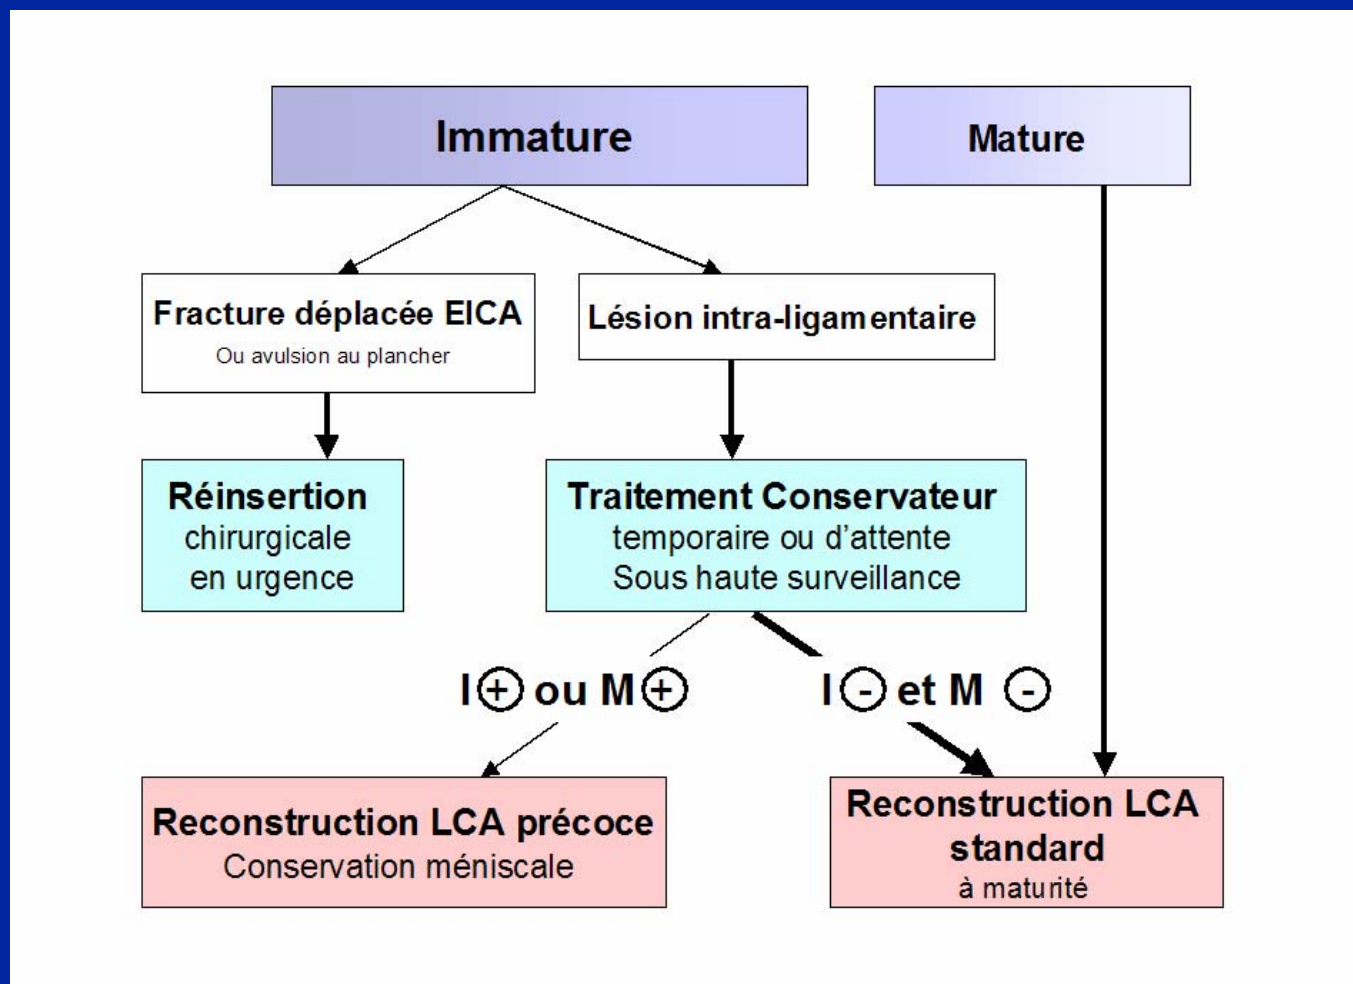 Immature
Mature
Fracture déplacée EICA
Ou avulsion au plancher
Lésion intra-ligamentaire
Réinsertion
chirurgicale
en urgence
Traitement Conservateur
temporaire ou d'attente
Sous haute surveillance
I + ou M +
I - et M -
Reconstruction LCA précoce
Conservation méniscale
Reconstruction LCA
standard
à maturité